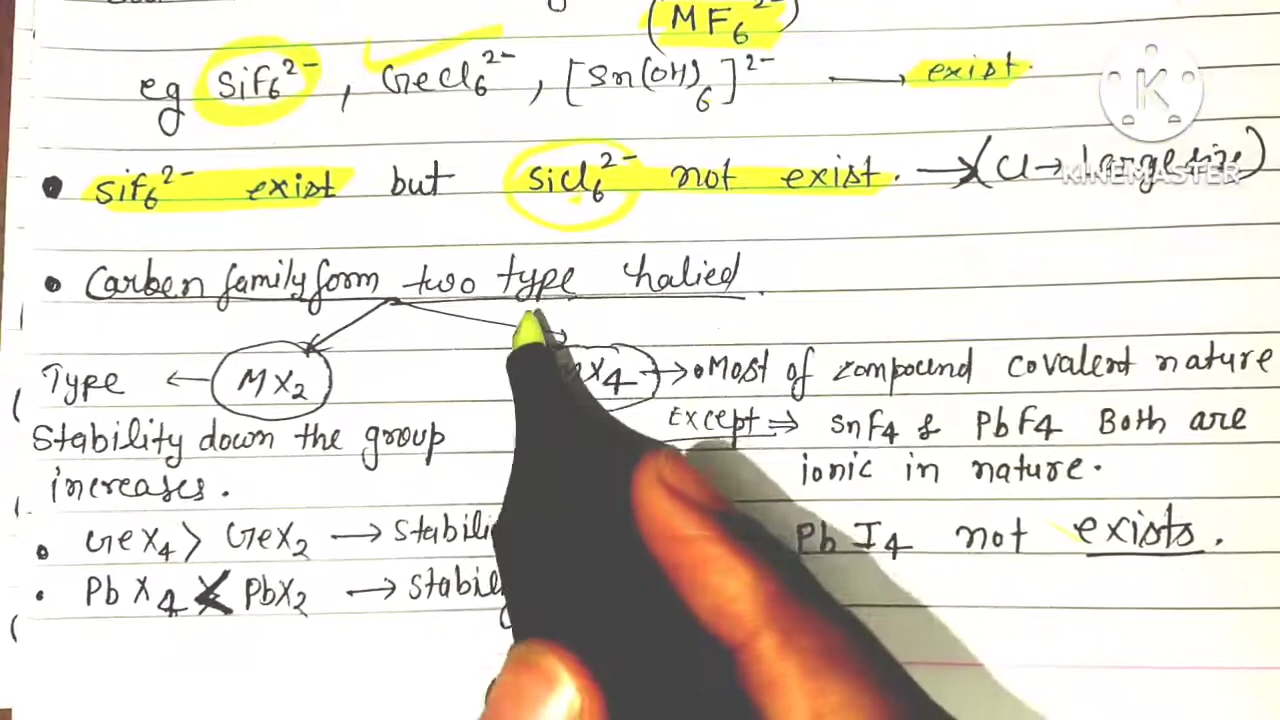 (MF6 2-)
eg SiF6 2-, GeCl6 2-, [Sn(OH)6]2- → exist.
• Sif6 2- exist but SiCl6 2- not exist. → (Cl → Large size)
KINEMASTER
• Carben family form two type halied.
Type ← MX2 X4 → • Most of compound covalent nature
Stability down the group increases.
Except ⇒ SnF4 & PbF4 Both are ionic in nature.
• GeX4 > GeX2 → Stabili
PbI4 not exists.
• PbX4 < PbX2 → Stabil